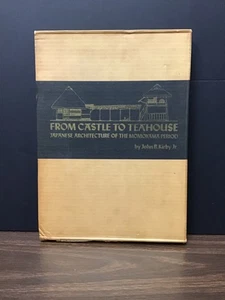 FROM CASTLE TO TEAHOUSE
JAPANESE ARCHITECTURE OF THE MOMOYAMA PERIOD
by John B. Kirby Jr.